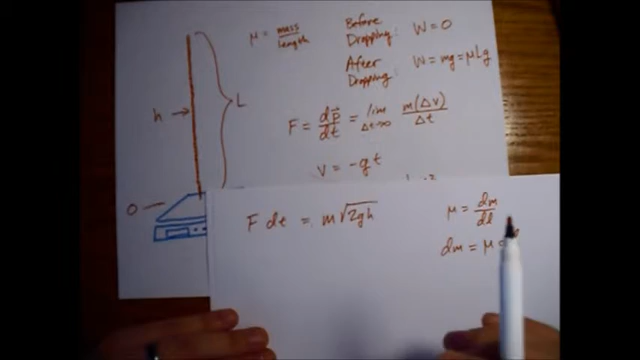 μ = mass/length
Before Dropping: W = 0
After Dropping: W = mg = μLg
h → L
F = dp⃗/dt = lim Δt→0 m(Δv)/Δt
v = -gt
0
F dt = m√2gh
μ = dm/dl
dm = μ